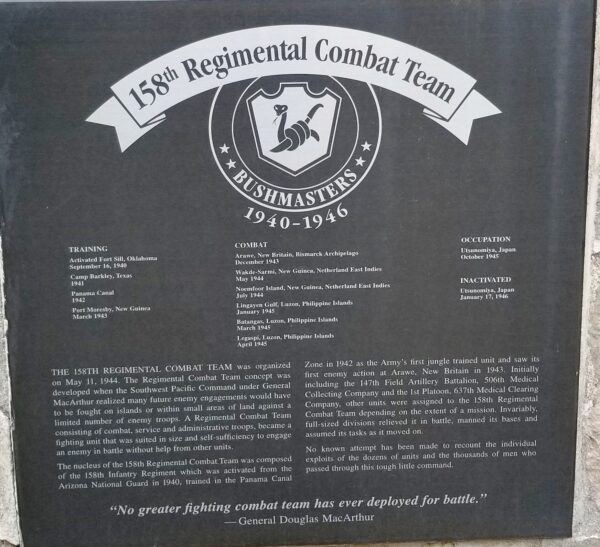 158th Regimental Combat Team
BUSHMASTERS
1940-1946
TRAINING
Activated Fort Sill, Oklahoma
September 16, 1940
Camp Barkley, Texas
1941
Panama Canal
1942
Port Moresby, New Guinea
March 1943
COMBAT
Arawe, New Britain, Bismarck Archipelago
December 1943
Wakde-Sarmi, New Guinea, Netherland East Indies
May 1944
Noemfoor Island, New Guinea, Netherland East Indies
July 1944
Lingayen Gulf, Luzon, Philippine Islands
January 1945
Batangas, Luzon, Philippine Islands
March 1945
Legaspi, Luzon, Philippine Islands
April 1945
OCCUPATION
Utsunomiya, Japan
October 1945
INACTIVATED
Utsunomiya, Japan
January 17, 1946
THE 158TH REGIMENTAL COMBAT TEAM was organized
on May 11, 1944. The Regimental Combat Team concept was
developed when the Southwest Pacific Command under General
MacArthur realized many future enemy engagements would have
to be fought on islands or within small areas of land against a
limited number of enemy troops. A Regimental Combat Team
consisting of combat, service and administrative troops, became a
fighting unit that was suited in size and self-sufficiency to engage
an enemy in battle without help from other units.
The nucleus of the 158th Regimental Combat Team was composed
of the 158th Infantry Regiment which was activated from the
Arizona National Guard in 1940, trained in the Panama Canal
Zone in 1942 as the Army's first jungle trained unit and saw its
first enemy action at Arawe, New Britain in 1943. Initially
including the 147th Field Artillery Battalion, 506th Medical
Collecting Company and the 1st Platoon, 637th Medical Clearing
Company, other units were assigned to the 158th Regimental
Combat Team depending on the extent of a mission. Invariably,
full-sized divisions relieved it in battle, manned its bases and
assumed its tasks as it moved on.
No known attempt has been made to recount the individual
exploits of the dozens of units and the thousands of men who
passed through this tough little command.
"No greater fighting combat team has ever deployed for battle."
— General Douglas MacArthur